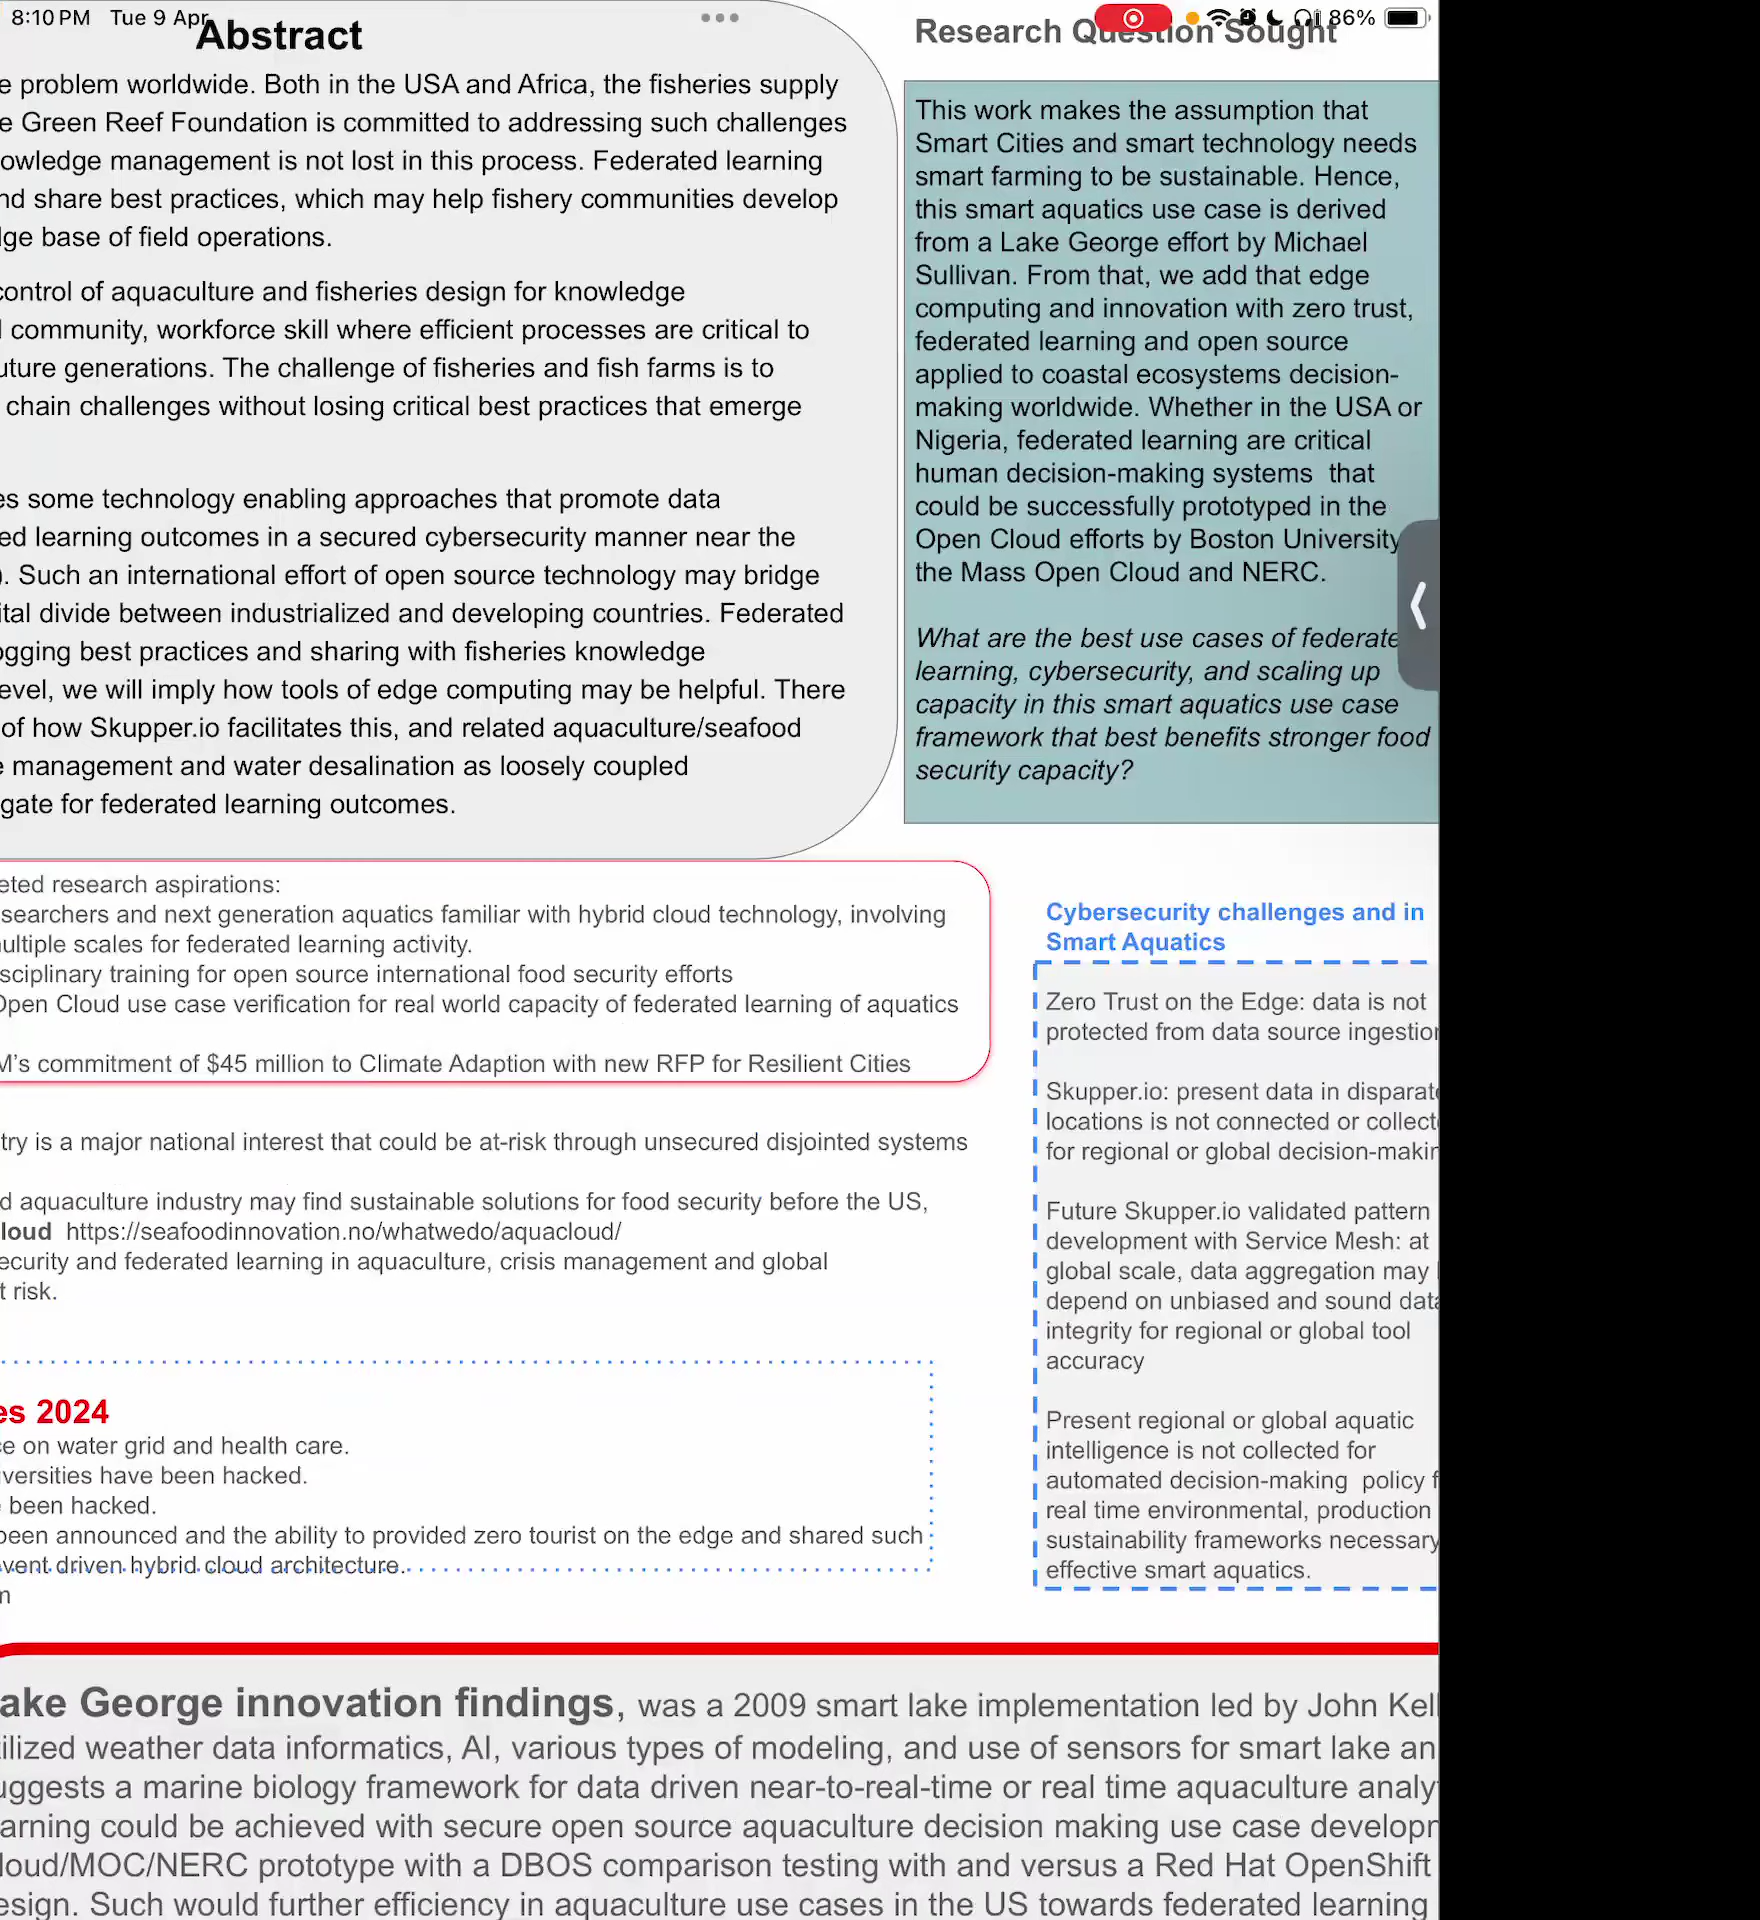 8:10 PM Tue 9 Apr
86%
Abstract
e problem worldwide. Both in the USA and Africa, the fisheries supply
e Green Reef Foundation is committed to addressing such challenges
owledge management is not lost in this process. Federated learning
nd share best practices, which may help fishery communities develop
lge base of field operations.
control of aquaculture and fisheries design for knowledge
community, workforce skill where efficient processes are critical to
uture generations. The challenge of fisheries and fish farms is to
chain challenges without losing critical best practices that emerge
es some technology enabling approaches that promote data
ed learning outcomes in a secured cybersecurity manner near the
). Such an international effort of open source technology may bridge
ital divide between industrialized and developing countries. Federated
ogging best practices and sharing with fisheries knowledge
evel, we will imply how tools of edge computing may be helpful. There
of how Skupper.io facilitates this, and related aquaculture/seafood
e management and water desalination as loosely coupled
gate for federated learning outcomes.
Research Question Sought
This work makes the assumption that
Smart Cities and smart technology needs
smart farming to be sustainable. Hence,
this smart aquatics use case is derived
from a Lake George effort by Michael
Sullivan. From that, we add that edge
computing and innovation with zero trust,
federated learning and open source
applied to coastal ecosystems decision-
making worldwide. Whether in the USA or
Nigeria, federated learning are critical
human decision-making systems that
could be successfully prototyped in the
Open Cloud efforts by Boston University
the Mass Open Cloud and NERC.
What are the best use cases of federate
learning, cybersecurity, and scaling up
capacity in this smart aquatics use case
framework that best benefits stronger food
security capacity?
eted research aspirations:
searchers and next generation aquatics familiar with hybrid cloud technology, involving
ultiple scales for federated learning activity.
sciplinary training for open source international food security efforts
Open Cloud use case verification for real world capacity of federated learning of aquatics
M's commitment of $45 million to Climate Adaption with new RFP for Resilient Cities
try is a major national interest that could be at-risk through unsecured disjointed systems
d aquaculture industry may find sustainable solutions for food security before the US,
loud https://seafoodinnovation.no/whatwedo/aquacloud/
ecurity and federated learning in aquaculture, crisis management and global
t risk.
es 2024
ce on water grid and health care.
versities have been hacked.
e been hacked.
been announced and the ability to provided zero tourist on the edge and shared such
vent driven hybrid cloud architecture.
m
Cybersecurity challenges and in
Smart Aquatics
Zero Trust on the Edge: data is not
protected from data source ingestion
Skupper.io: present data in disparate
locations is not connected or collect
for regional or global decision-makin
Future Skupper.io validated pattern
development with Service Mesh: at
global scale, data aggregation may
depend on unbiased and sound data
integrity for regional or global tool
accuracy
Present regional or global aquatic
intelligence is not collected for
automated decision-making policy f
real time environmental, production
sustainability frameworks necessary
effective smart aquatics.
ake George innovation findings, was a 2009 smart lake implementation led by John Kell
ilized weather data informatics, AI, various types of modeling, and use of sensors for smart lake an
uggests a marine biology framework for data driven near-to-real-time or real time aquaculture analy
arning could be achieved with secure open source aquaculture decision making use case develop
loud/MOC/NERC prototype with a DBOS comparison testing with and versus a Red Hat OpenShift
esign. Such would further efficiency in aquaculture use cases in the US towards federated learning